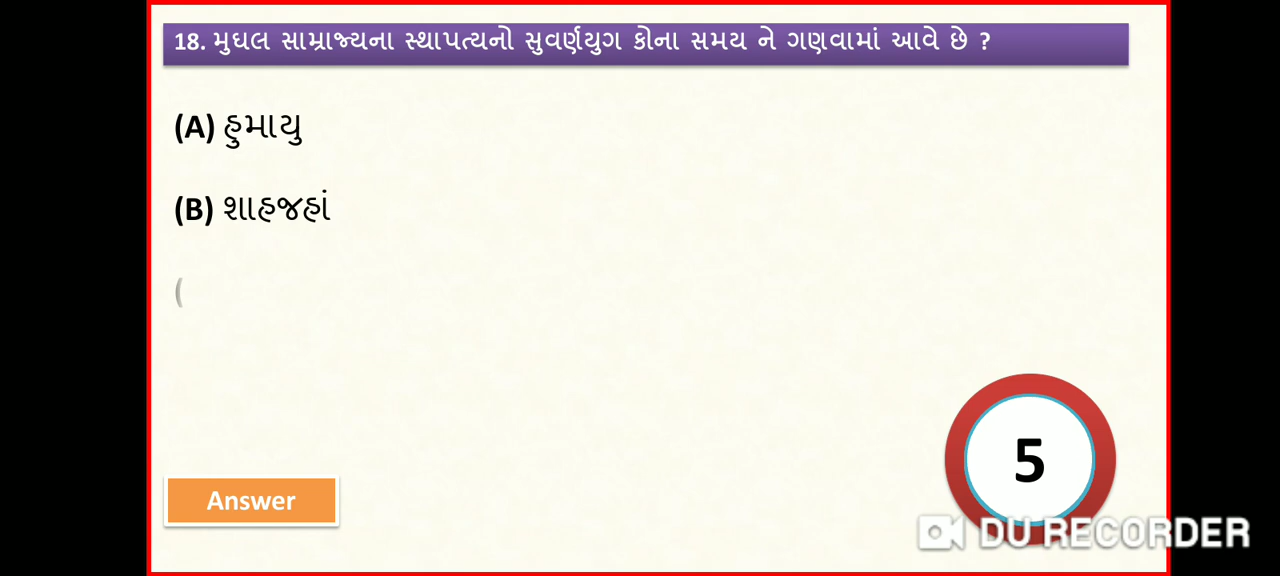 18. મુઘલ સામ્રાજ્યના સ્થાપત્યનો સુવર્ણયુગ કોના સમય ને ગણવામાં આવે છે ?
(A) હુમાયુ
(B) શાહજહાં
(
5
Answer
DU RECORDER